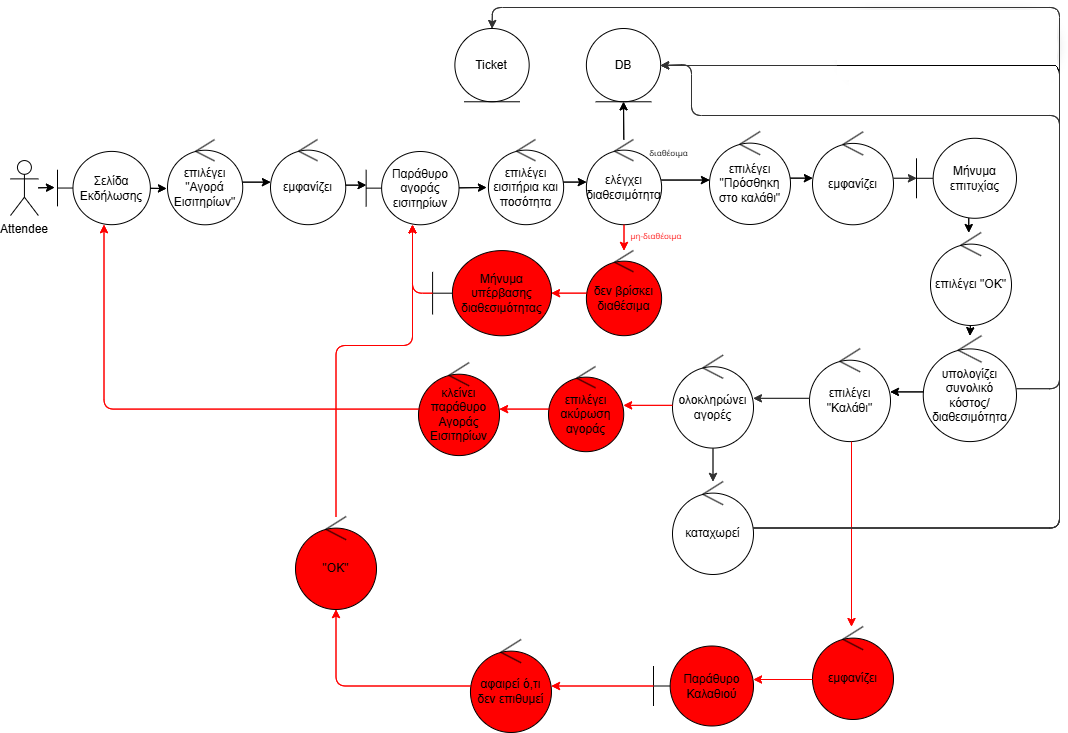 Ticket
DB
Attendee
Σελίδα
Εκδήλωσης
επιλέγει
"Αγορά
Εισιτηρίων"
εμφανίζει
Παράθυρο
αγοράς
εισιτηρίων
επιλέγει
εισιτήρια και
ποσότητα
ελέγχει
διαθεσιμότητα
διαθέσιμα
επιλέγει
"Πρόσθηκη
στο καλάθι"
εμφανίζει
Μήνυμα
επιτυχίας
μη-διαθέσιμα
Μήνυμα
υπέρβασης
διαθεσιμότητας
δεν βρίσκει
διαθέσιμα
επιλέγει "ΟΚ"
κλείνει
παράθυρο
Αγοράς
Εισιτηρίων
επιλέγει
ακύρωση
αγοράς
ολοκληρώνει
αγορές
επιλέγει
"Καλάθι"
υπολογίζει
συνολικό
κόστος/
διαθεσιμότητα
καταχωρεί
"ΟΚ"
αφαιρεί ό,τι
δεν επιθυμεί
Παράθυρο
Καλαθιού
εμφανίζει